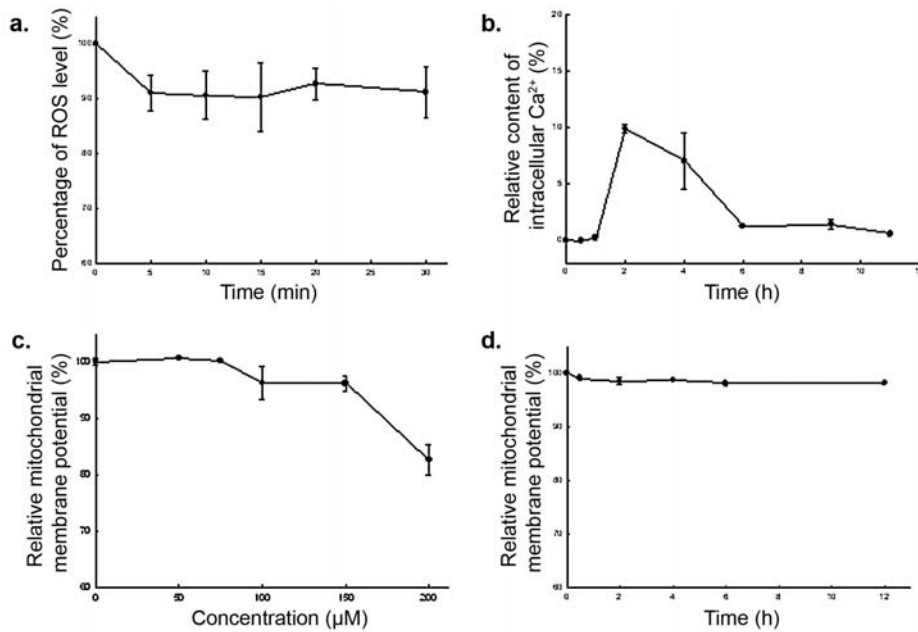 a.
Percentage of ROS level (%)
100
90
80
70
60
0 5 10 15 20 25 30
Time (min)
b.
Relative content of
intracellular Ca²⁺ (%)
20
15
10
5
0
0 2 4 6 8 10 12
Time (h)
c.
Relative mitochondrial
membrane potential (%)
100
90
80
70
60
0 50 100 150 200
Concentration (µM)
d.
Relative mitochondrial
membrane potential (%)
100
90
80
70
60
0 2 4 6 8 10 12
Time (h)